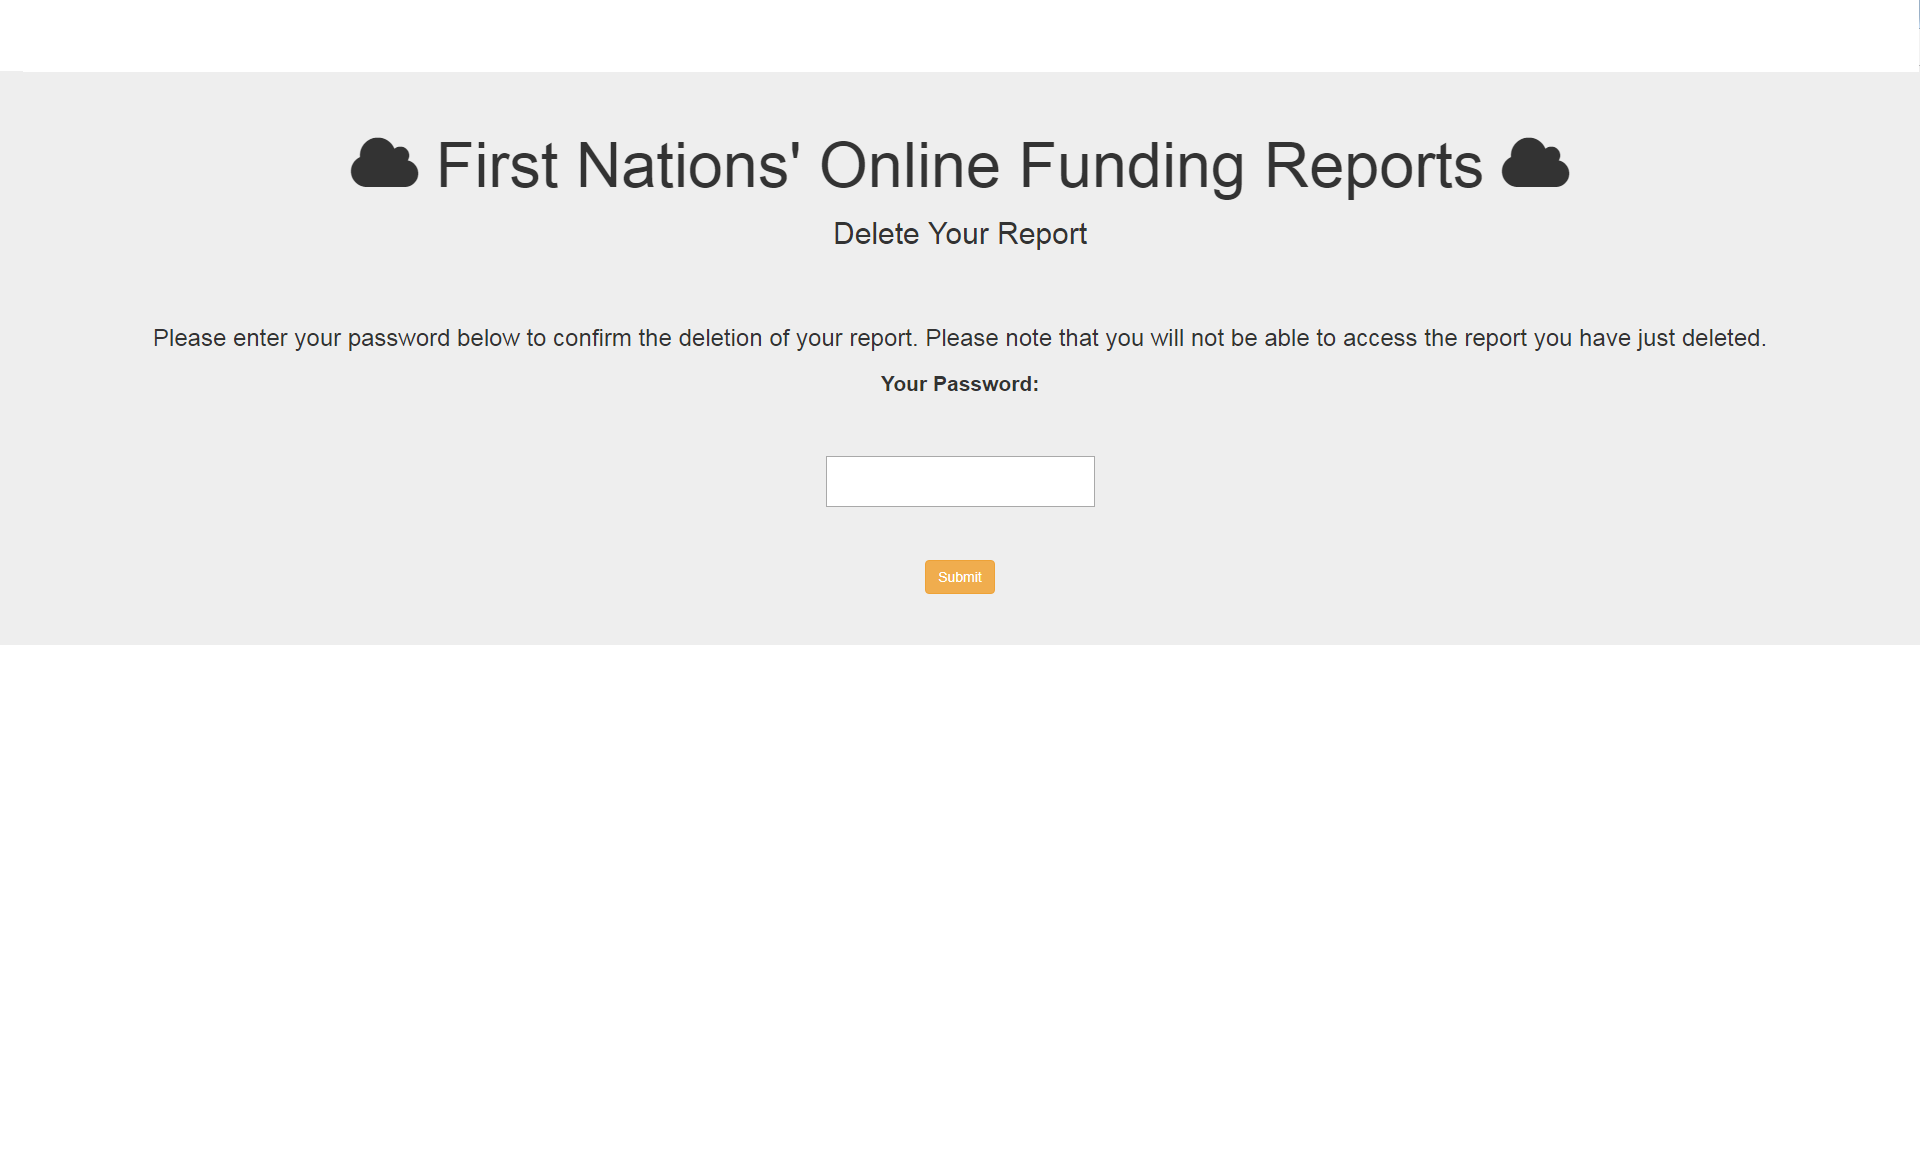 First Nations' Online Funding Reports
Delete Your Report
Please enter your password below to confirm the deletion of your report. Please note that you will not be able to access the report you have just deleted.
Your Password:
Submit